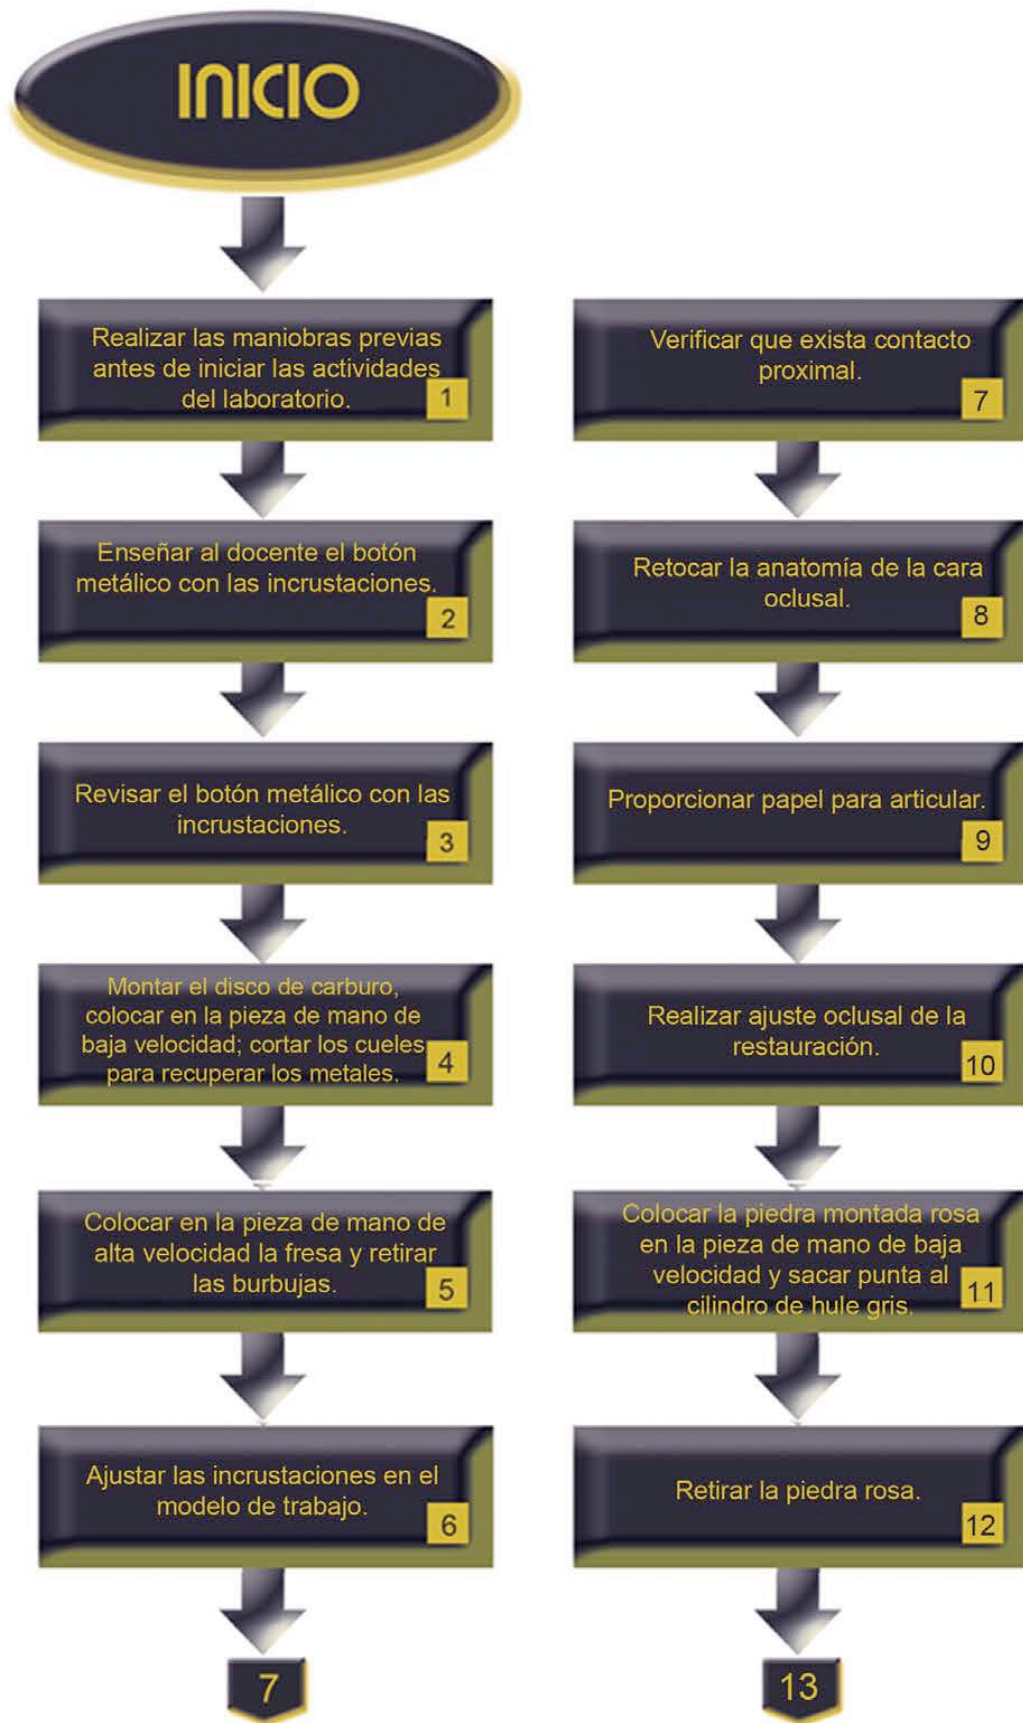 INICIO
Realizar las maniobras previas
antes de iniciar las actividades
del laboratorio.
1
Enseñar al docente el botón
metálico con las incrustaciones.
2
Revisar el botón metálico con las
incrustaciones.
3
Montar el disco de carburo,
colocar en la pieza de mano de
baja velocidad; cortar los cueles
para recuperar los metales.
4
Colocar en la pieza de mano de
alta velocidad la fresa y retirar
las burbujas.
5
Ajustar las incrustaciones en el
modelo de trabajo.
6
7
Verificar que exista contacto
proximal.
7
Retocar la anatomía de la cara
oclusal.
8
Proporcionar papel para articular.
9
Realizar ajuste oclusal de la
restauración.
10
Colocar la piedra montada rosa
en la pieza de mano de baja
velocidad y sacar punta al
cilindro de hule gris.
11
Retirar la piedra rosa.
12
13